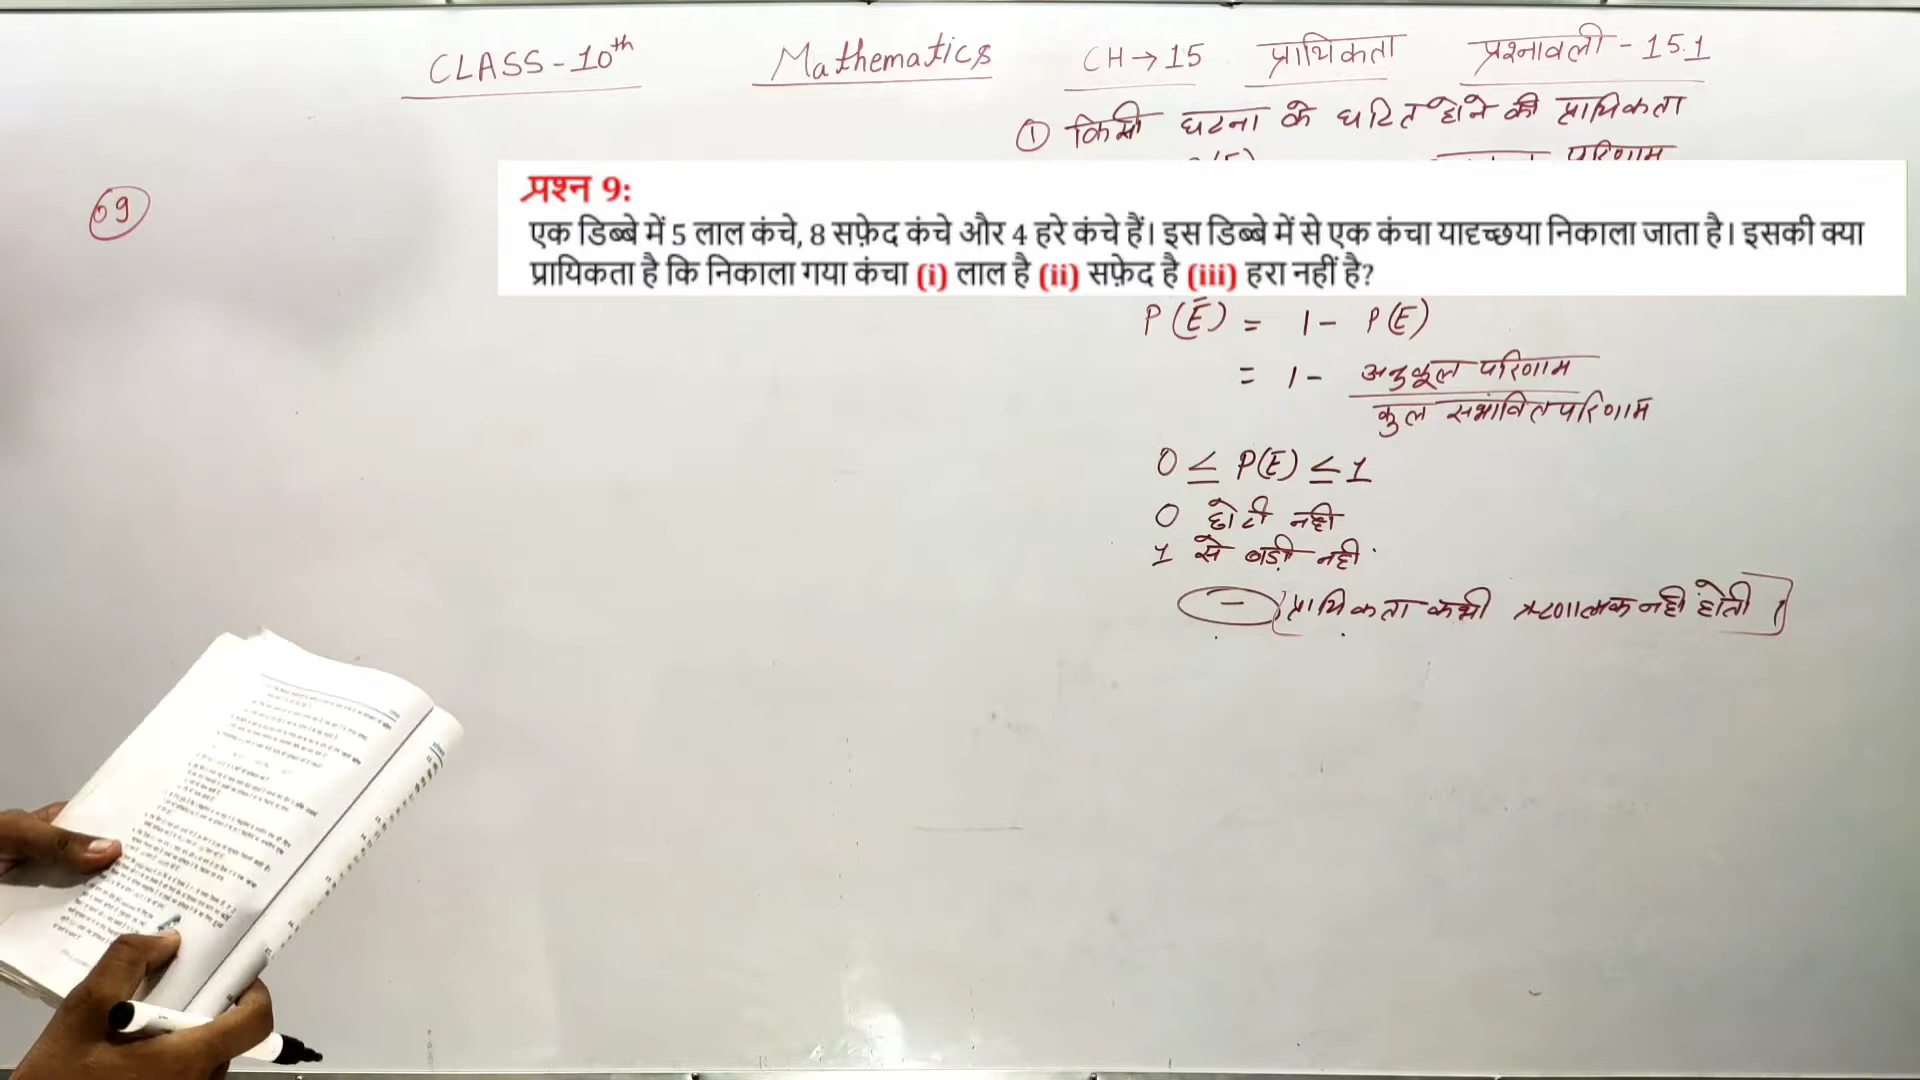 CLASS-10th Mathematics CH→15 प्रायिकता प्रश्नावली-15.1
① किसी घटना के घटित होने की प्रायिकता
परिणाम
प्रश्न 9:
एक डिब्बे में 5 लाल कंचे, 8 सफ़ेद कंचे और 4 हरे कंचे हैं। इस डिब्बे में से एक कंचा यादृच्छया निकाला जाता है। इसकी क्या
प्रायिकता है कि निकाला गया कंचा (i) लाल है (ii) सफ़ेद है (iii) हरा नहीं है?
P(Ē) = 1- P(E)
= 1- अनुकूल परिणाम
कुल सभांवित परिणाम
0 ≤ P(E) ≤ 1
0 छोटी नही
1 से बड़ी नही
- [प्रायिकता कभी ऋणात्मक नही होती]